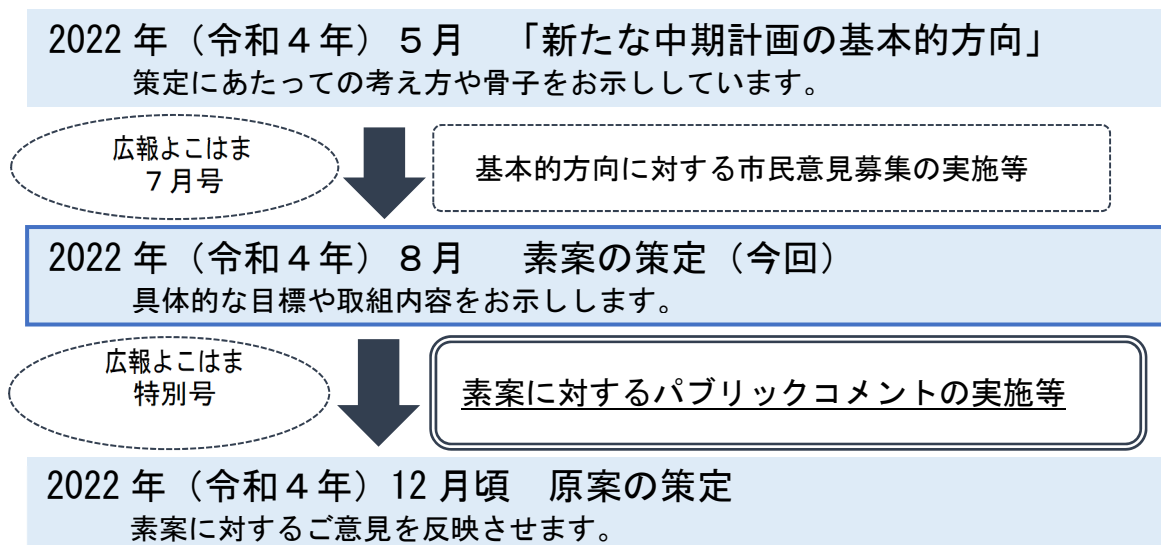 2022 年（令和４年）５月　「新たな中期計画の基本的方向」
策定にあたっての考え方や骨子をお示ししています。
広報よこはま
７月号
基本的方向に対する市民意見募集の実施等
2022 年（令和４年）８月　素案の策定（今回）
具体的な目標や取組内容をお示しします。
広報よこはま
特別号
素案に対するパブリックコメントの実施等
2022 年（令和４年）12 月頃　原案の策定
素案に対するご意見を反映させます。